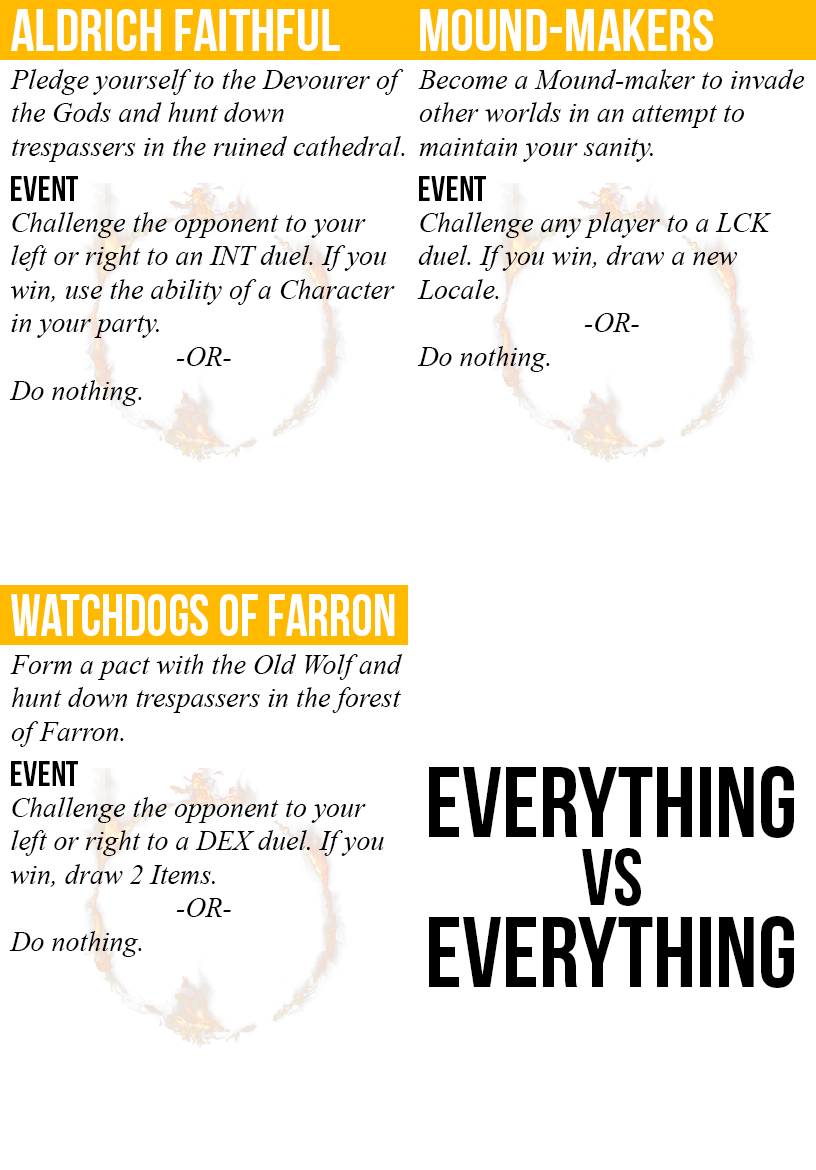 ALDRICH FAITHFUL
Pledge yourself to the Devourer of
the Gods and hunt down
trespassers in the ruined cathedral.
EVENT
Challenge the opponent to your
left or right to an INT duel. If you
win, use the ability of a Character
in your party.
-OR-
Do nothing.
MOUND-MAKERS
Become a Mound-maker to invade
other worlds in an attempt to
maintain your sanity.
EVENT
Challenge any player to a LCK
duel. If you win, draw a new
Locale.
-OR-
Do nothing.
WATCHDOGS OF FARRON
Form a pact with the Old Wolf and
hunt down trespassers in the forest
of Farron.
EVENT
Challenge the opponent to your
left or right to a DEX duel. If you
win, draw 2 Items.
-OR-
Do nothing.
EVERYTHING
VS
EVERYTHING